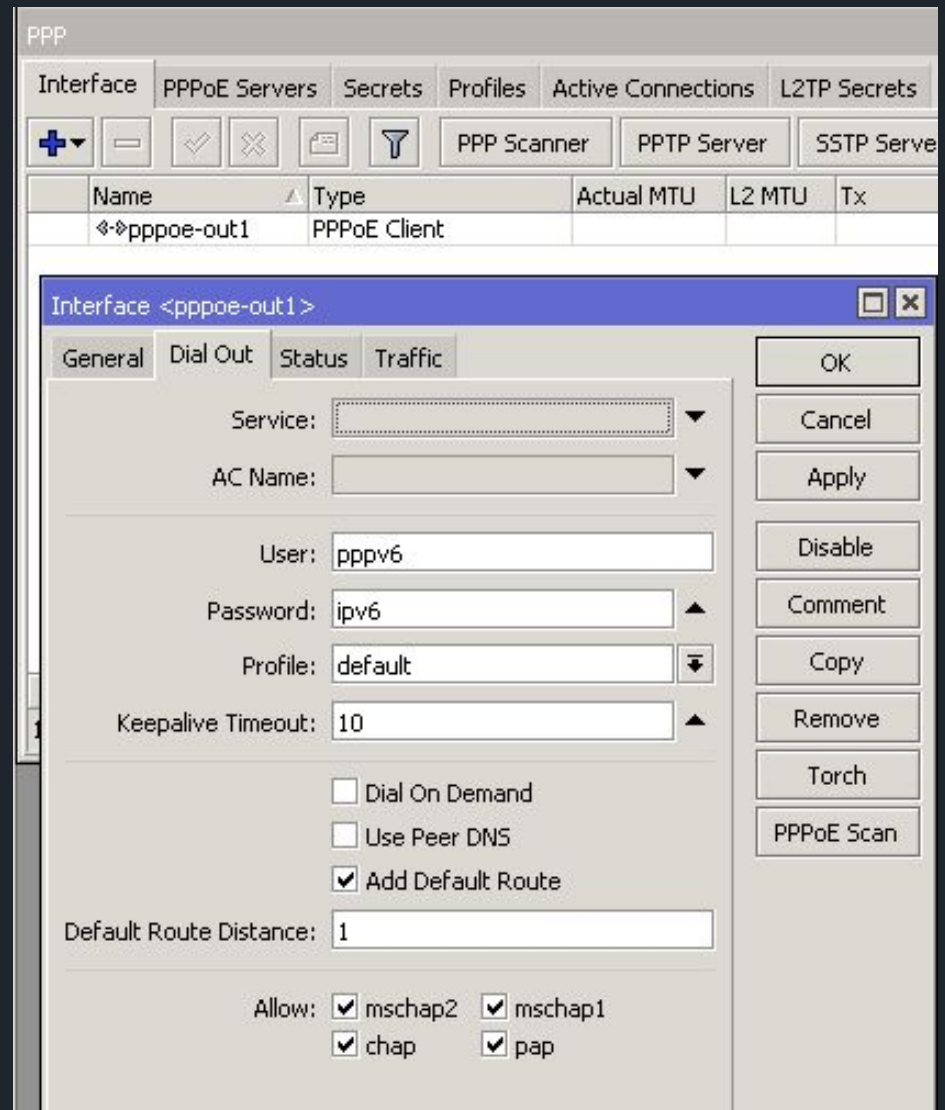 PPP
Interface PPPoE Servers Secrets Profiles Active Connections L2TP Secrets
PPP Scanner PPTP Server SSTP Serve
Name Type Actual MTU L2 MTU Tx
pppoe-out1 PPPoE Client
Interface <pppoe-out1>
General Dial Out Status Traffic
OK
Service:
Cancel
AC Name:
Apply
User: pppv6
Disable
Password: ipv6
Comment
Profile: default
Copy
Keepalive Timeout: 10
Remove
Dial On Demand
Torch
Use Peer DNS
PPPoE Scan
Add Default Route
Default Route Distance: 1
Allow: mschap2 mschap1
chap pap